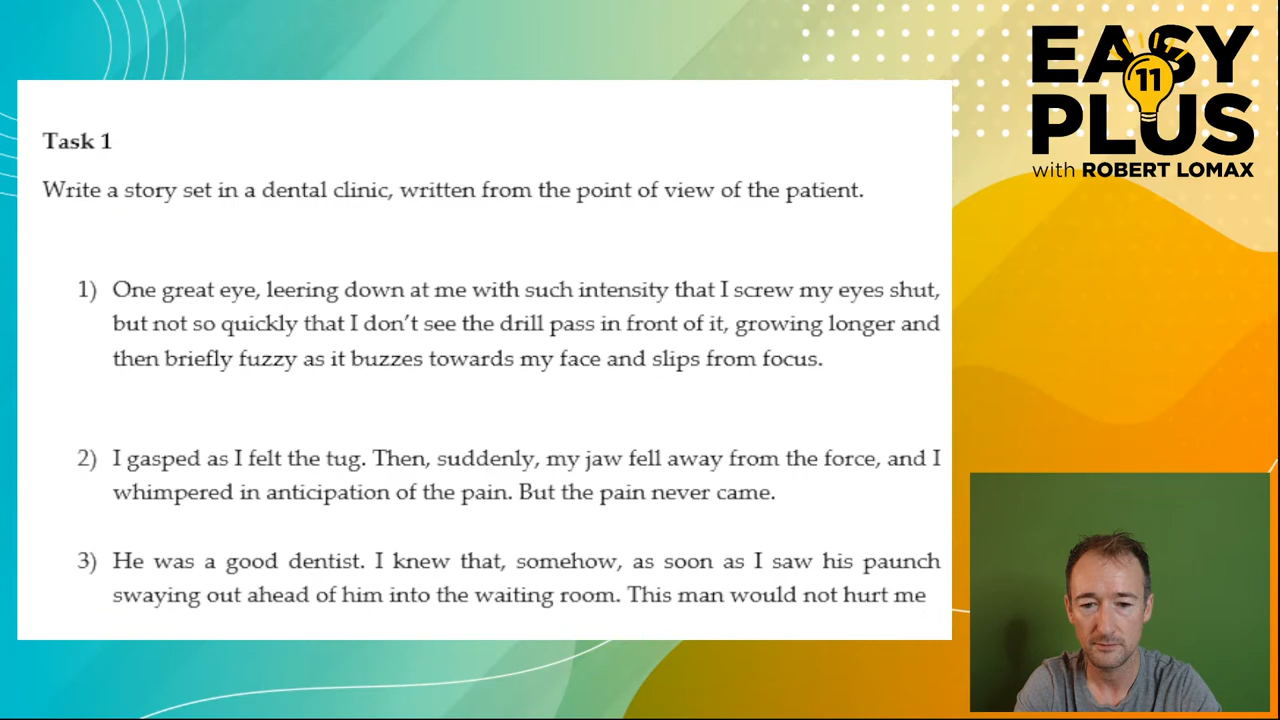 EASY
11
PLUS
with ROBERT LOMAX
Task 1
Write a story set in a dental clinic, written from the point of view of the patient.
1) One great eye, leering down at me with such intensity that I screw my eyes shut,
but not so quickly that I don't see the drill pass in front of it, growing longer and
then briefly fuzzy as it buzzes towards my face and slips from focus.
2) I gasped as I felt the tug. Then, suddenly, my jaw fell away from the force, and I
whimpered in anticipation of the pain. But the pain never came.
3) He was a good dentist. I knew that, somehow, as soon as I saw his paunch
swaying out ahead of him into the waiting room. This man would not hurt me